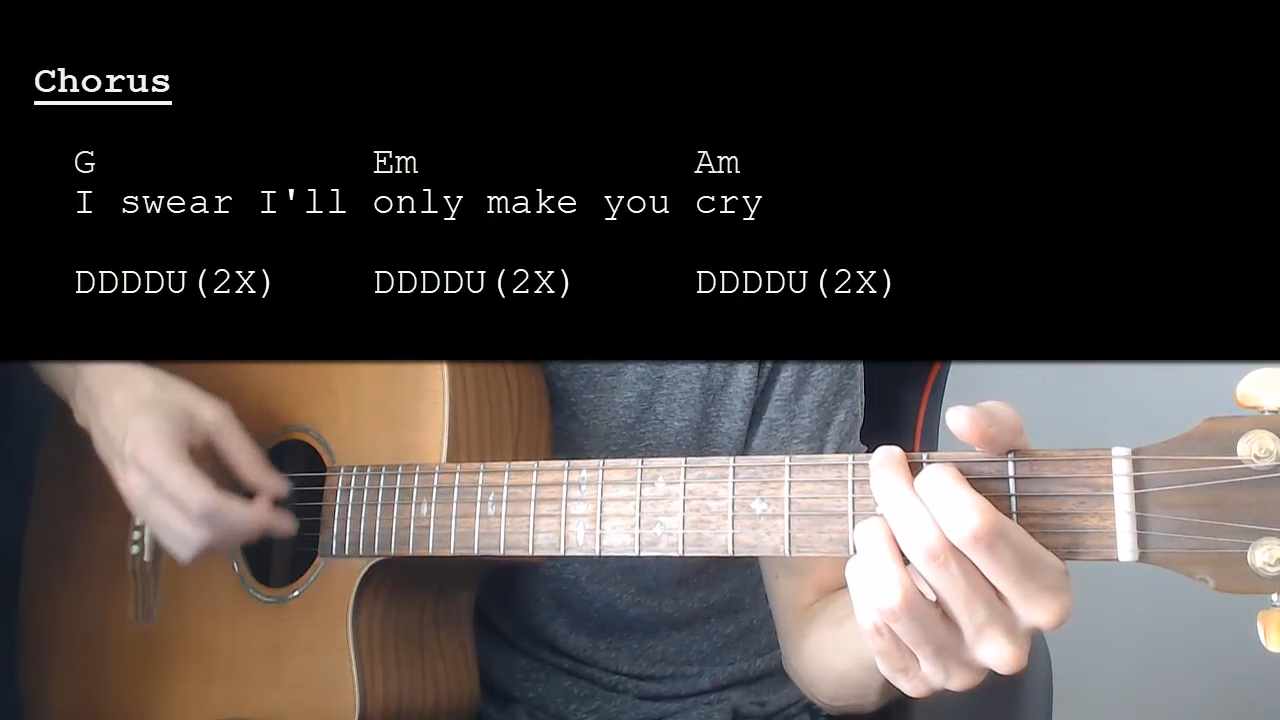 Chorus
G Em Am
I swear I'll only make you cry
DDDDU(2X) DDDDU(2X) DDDDU(2X)